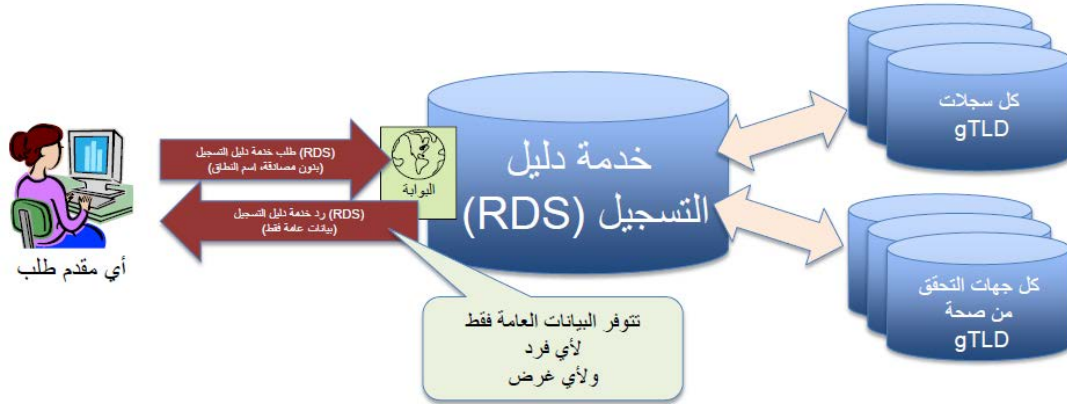 كل سجلات
gTLD
خدمة دليل
التسجيل (RDS)
(RDS) طلب خدمة دليل التسجيل
(بدون مصادقة، اسم النطاق)
البوابة
(RDS) رد خدمة دليل التسجيل
(بيانات عامة فقط)
أي مقدم طلب
كل جهات التحقق
من صحة
gTLD
تتوفر البيانات العامة فقط
لأي فرد
ولأي غرض